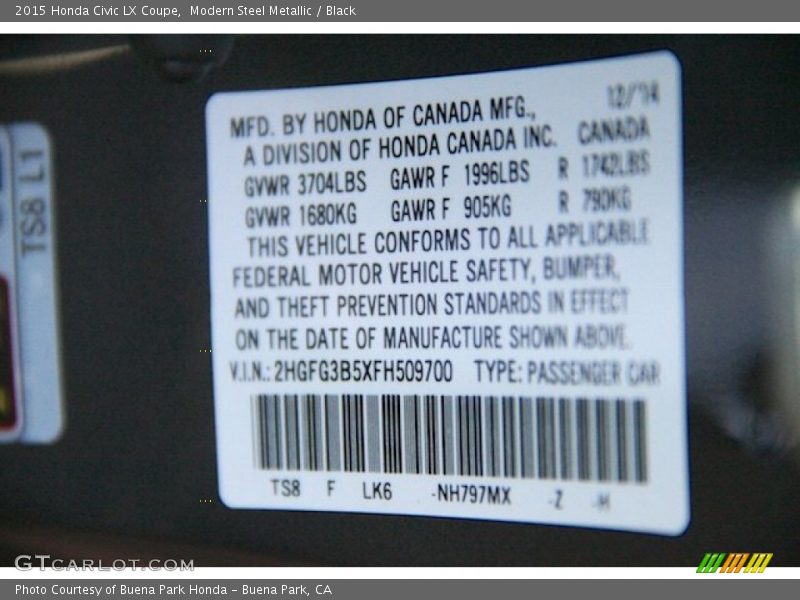 2015 Honda Civic LX Coupe,  Modern Steel Metallic / Black
TS8 L1
12/'14
MFD. BY HONDA OF CANADA MFG.,
A DIVISION OF HONDA CANADA INC. CANADA
GVWR 3704LBS GAWR F 1996LBS R 1742LBS
GVWR 1680KG GAWR F 905KG R 790KG
THIS VEHICLE CONFORMS TO ALL APPLICABLE
FEDERAL MOTOR VEHICLE SAFETY, BUMPER,
AND THEFT PREVENTION STANDARDS IN EFFECT
ON THE DATE OF MANUFACTURE SHOWN ABOVE.
V.I.N.: 2HGFG3B5XFH509700 TYPE: PASSENGER CAR
TS8 F LK6 -NH797MX -Z -H
GTCARLOT.COM
Photo Courtesy of Buena Park Honda - Buena Park, CA